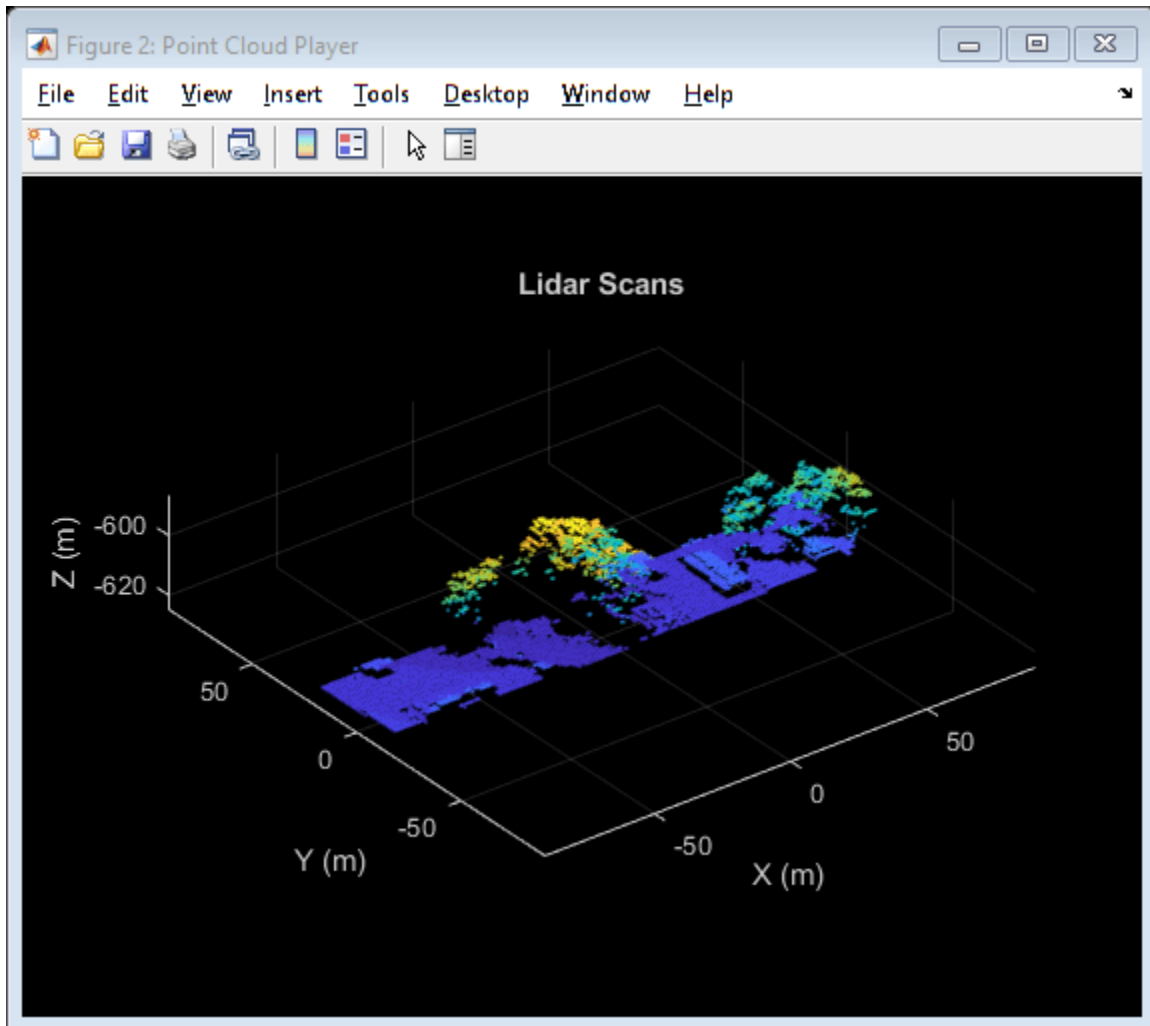 Figure 2: Point Cloud Player
File Edit View Insert Tools Desktop Window Help
Lidar Scans
Z (m)
-600
-620
50
0
-50
Y (m)
50
0
-50
X (m)